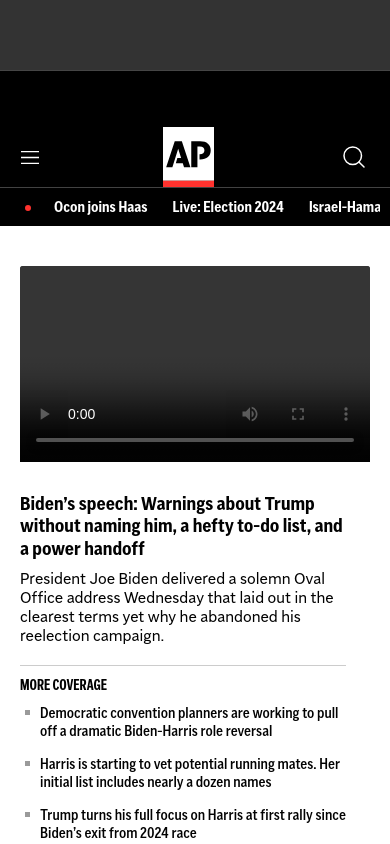 AP
Ocon joins Haas
Live: Election 2024
Israel-Hama
0:00
Biden’s speech: Warnings about Trump
without naming him, a hefty to-do list, and
a power handoff
President Joe Biden delivered a solemn Oval
Office address Wednesday that laid out in the
clearest terms yet why he abandoned his
reelection campaign.
MORE COVERAGE
Democratic convention planners are working to pull
off a dramatic Biden-Harris role reversal
Harris is starting to vet potential running mates. Her
initial list includes nearly a dozen names
Trump turns his full focus on Harris at first rally since
Biden’s exit from 2024 race